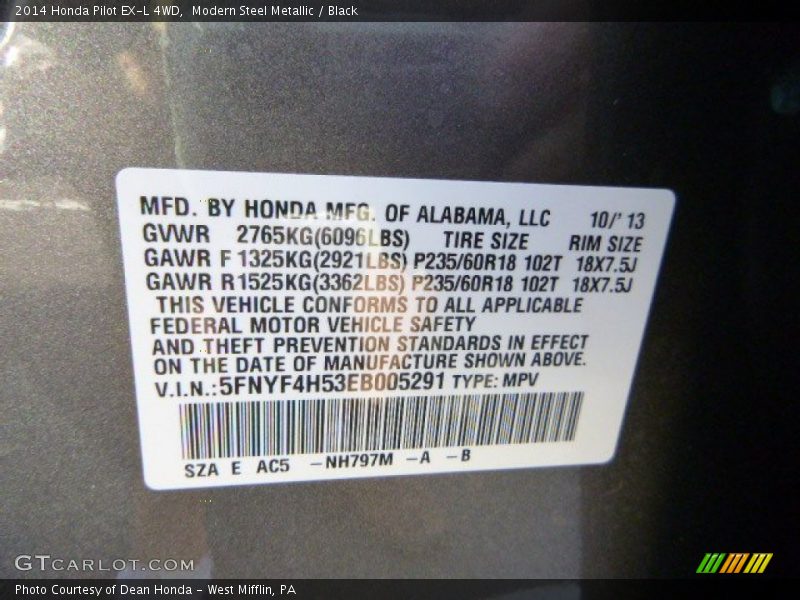 2014 Honda Pilot EX-L 4WD, Modern Steel Metallic / Black
MFD. BY HONDA MFG. OF ALABAMA, LLC 10/' 13
GVWR 2765KG(6096LBS) TIRE SIZE RIM SIZE
GAWR F 1325KG(2921LBS) P235/60R18 102T 18X7.5J
GAWR R 1525KG(3362LBS) P235/60R18 102T 18X7.5J
THIS VEHICLE CONFORMS TO ALL APPLICABLE
FEDERAL MOTOR VEHICLE SAFETY
AND THEFT PREVENTION STANDARDS IN EFFECT
ON THE DATE OF MANUFACTURE SHOWN ABOVE.
V.I.N.:5FNYF4H53EB005291 TYPE: MPV
SZA E AC5 -NH797M -A -B
GTCARLOT.COM
Photo Courtesy of Dean Honda - West Mifflin, PA